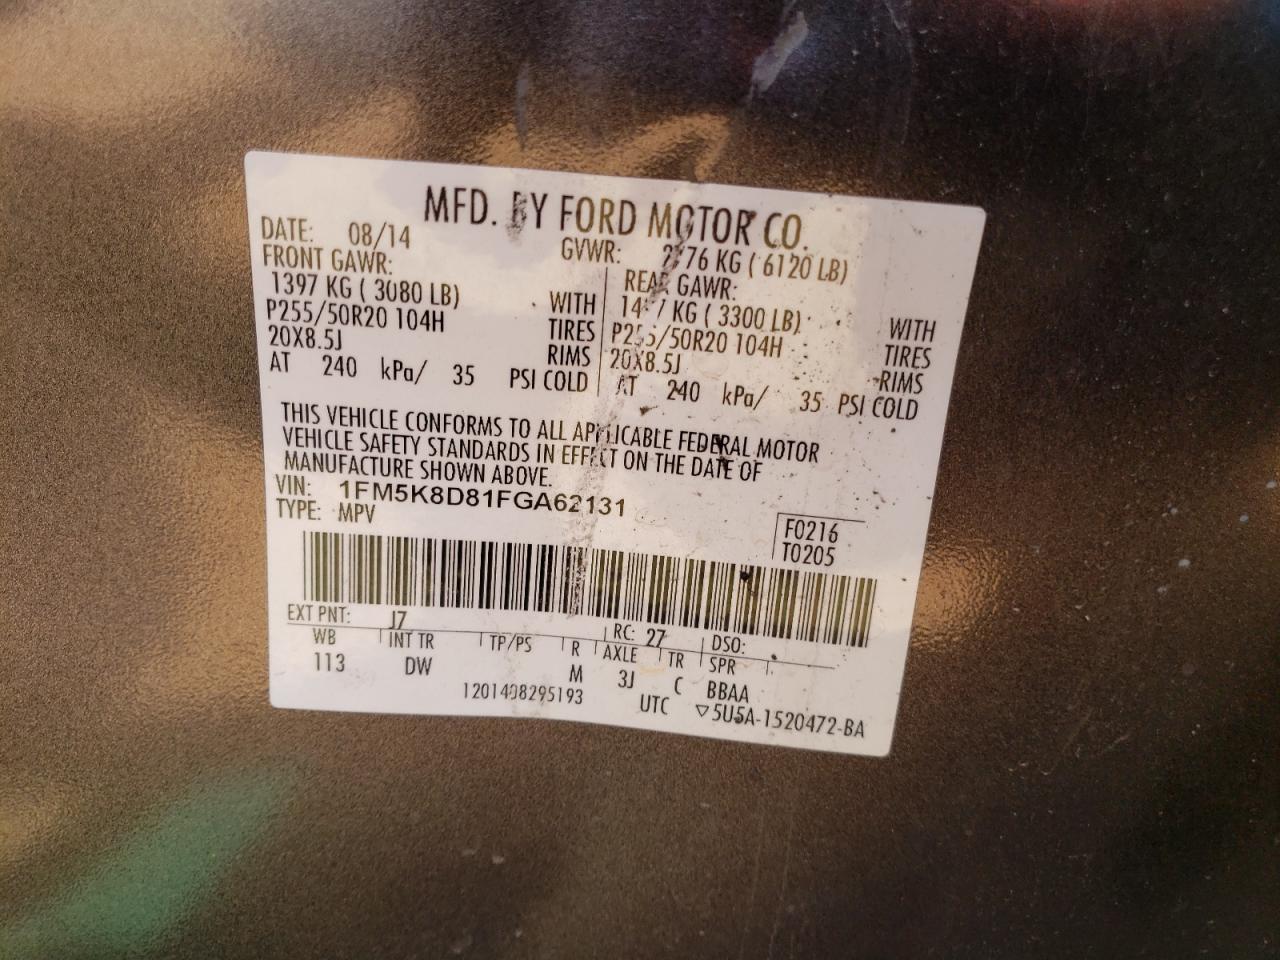 MFD. BY FORD MOTOR CO.
DATE: 08/14 GVWR: 2776 KG ( 6120 LB)
FRONT GAWR: REAR GAWR:
1397 KG ( 3080 LB) WITH KG ( 3300 LB) WITH
P255/50R20 104H TIRES P255/50R20 104H TIRES
20X8.5J RIMS 20X8.5J RIMS
AT 240 kPa/ 35 PSI COLD AT 240 kPa/ 35 PSI COLD
THIS VEHICLE CONFORMS TO ALL APPLICABLE FEDERAL MOTOR
VEHICLE SAFETY STANDARDS IN EFFECT ON THE DATE OF
MANUFACTURE SHOWN ABOVE.
VIN: 1FM5K8D81FGA62131
TYPE: MPV
F0216
T0205
EXT PNT: J7 RC: 27 DSO:
WB INT TR TP/PS R AXLE TR SPR
113 DW M 3J C BBAA
1201408295193 UTC ▽5U5A-1520472-BA